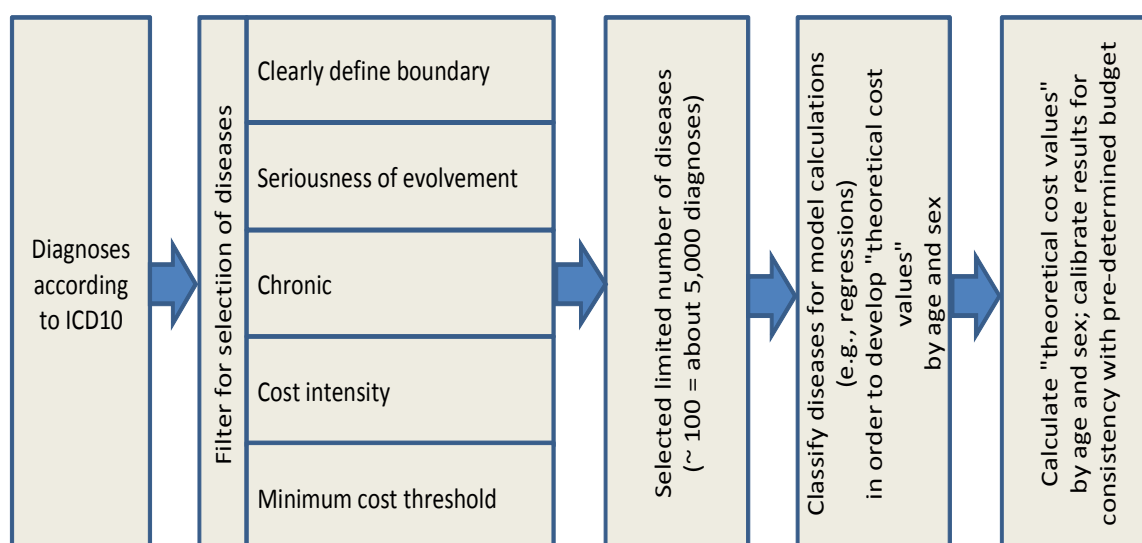 Diagnoses
according
to ICD10
Filter for selection of diseases
Clearly define boundary
Seriousness of evolvement
Chronic
Cost intensity
Minimum cost threshold
Selected limited number of diseases
(~ 100 = about 5,000 diagnoses)
Classify diseases for model calculations
(e.g., regressions)
in order to develop "theoretical cost
values"
by age and sex
Calculate "theoretical cost values"
by age and sex; calibrate results for
consistency with pre-determined budget